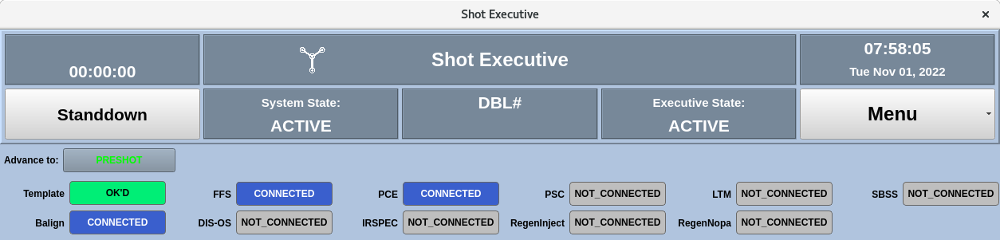 Shot Executive
×
00:00:00
Shot Executive
07:58:05
Tue Nov 01, 2022
Standdown
System State:
ACTIVE
DBL#
Executive State:
ACTIVE
Menu
Advance to: PRESHOT
Template OK'D FFS CONNECTED PCE CONNECTED PSC NOT_CONNECTED LTM NOT_CONNECTED SBSS NOT_CONNECTED
Balign CONNECTED DIS-OS NOT_CONNECTED IRSPEC NOT_CONNECTED RegenInject NOT_CONNECTED RegenNopa NOT_CONNECTED